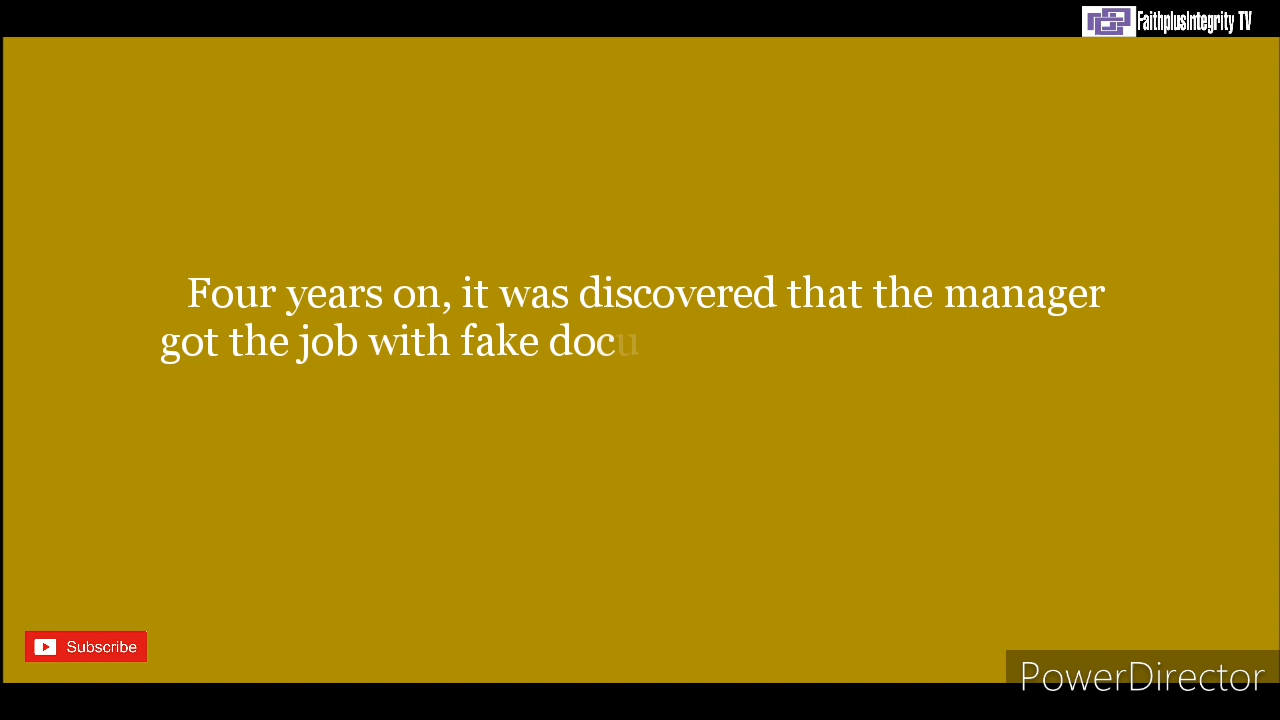 FaithplusIntegrity TV
Four years on, it was discovered that the manager
got the job with fake docu
Subscribe
PowerDirector